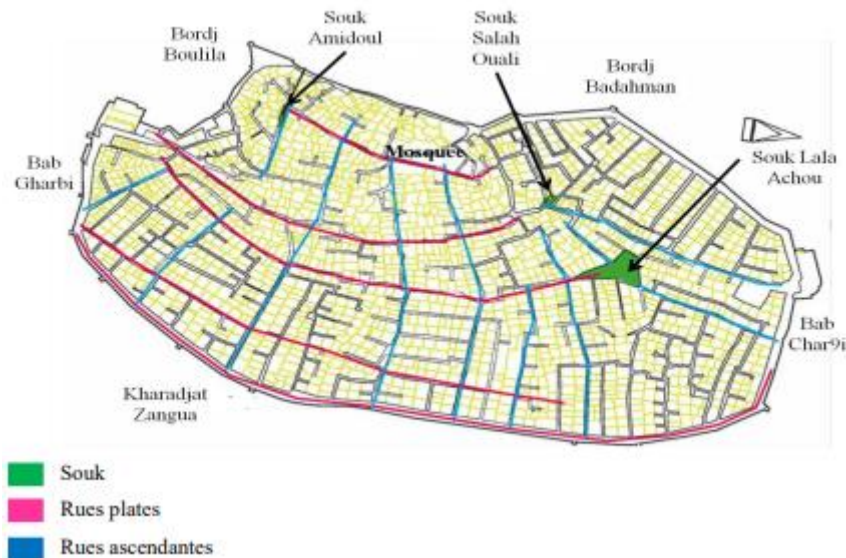 Souk
Amidoul
Souk
Salah
Ouali
Bordj
Boulila
Bordj
Badahman
Mosquee
Souk Lala
Achou
Bab
Gharbi
Bab
Char9i
Kharadjat
Zangua
Souk
Rues plates
Rues ascendantes